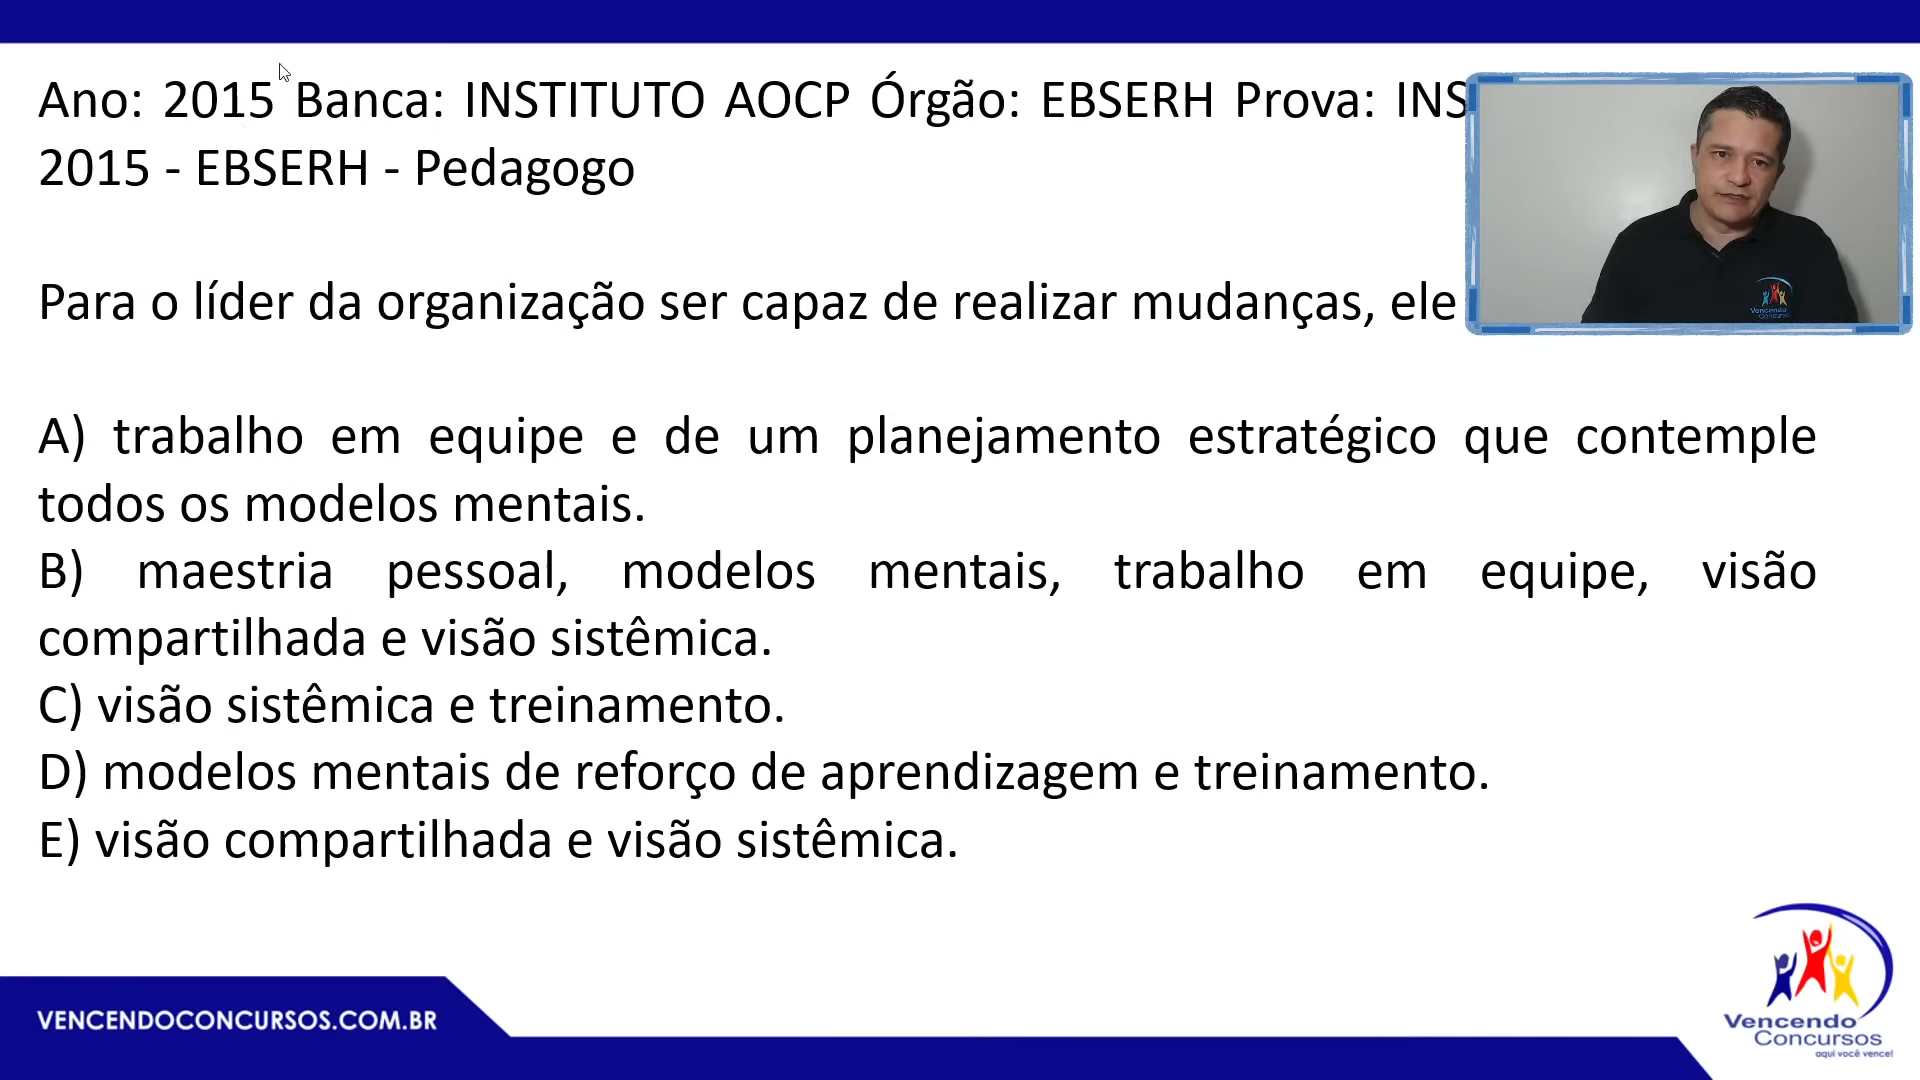 Ano: 2015 Banca: INSTITUTO AOCP Órgão: EBSERH Prova: INS
2015 - EBSERH - Pedagogo
Para o líder da organização ser capaz de realizar mudanças, ele
A) trabalho em equipe e de um planejamento estratégico que contemple
todos os modelos mentais.
B) maestria pessoal, modelos mentais, trabalho em equipe, visão
compartilhada e visão sistêmica.
C) visão sistêmica e treinamento.
D) modelos mentais de reforço de aprendizagem e treinamento.
E) visão compartilhada e visão sistêmica.
Vencendo
VENCENDOCONCURSOS.COM.BR
Vencendo
Concursos
aqui você vence!